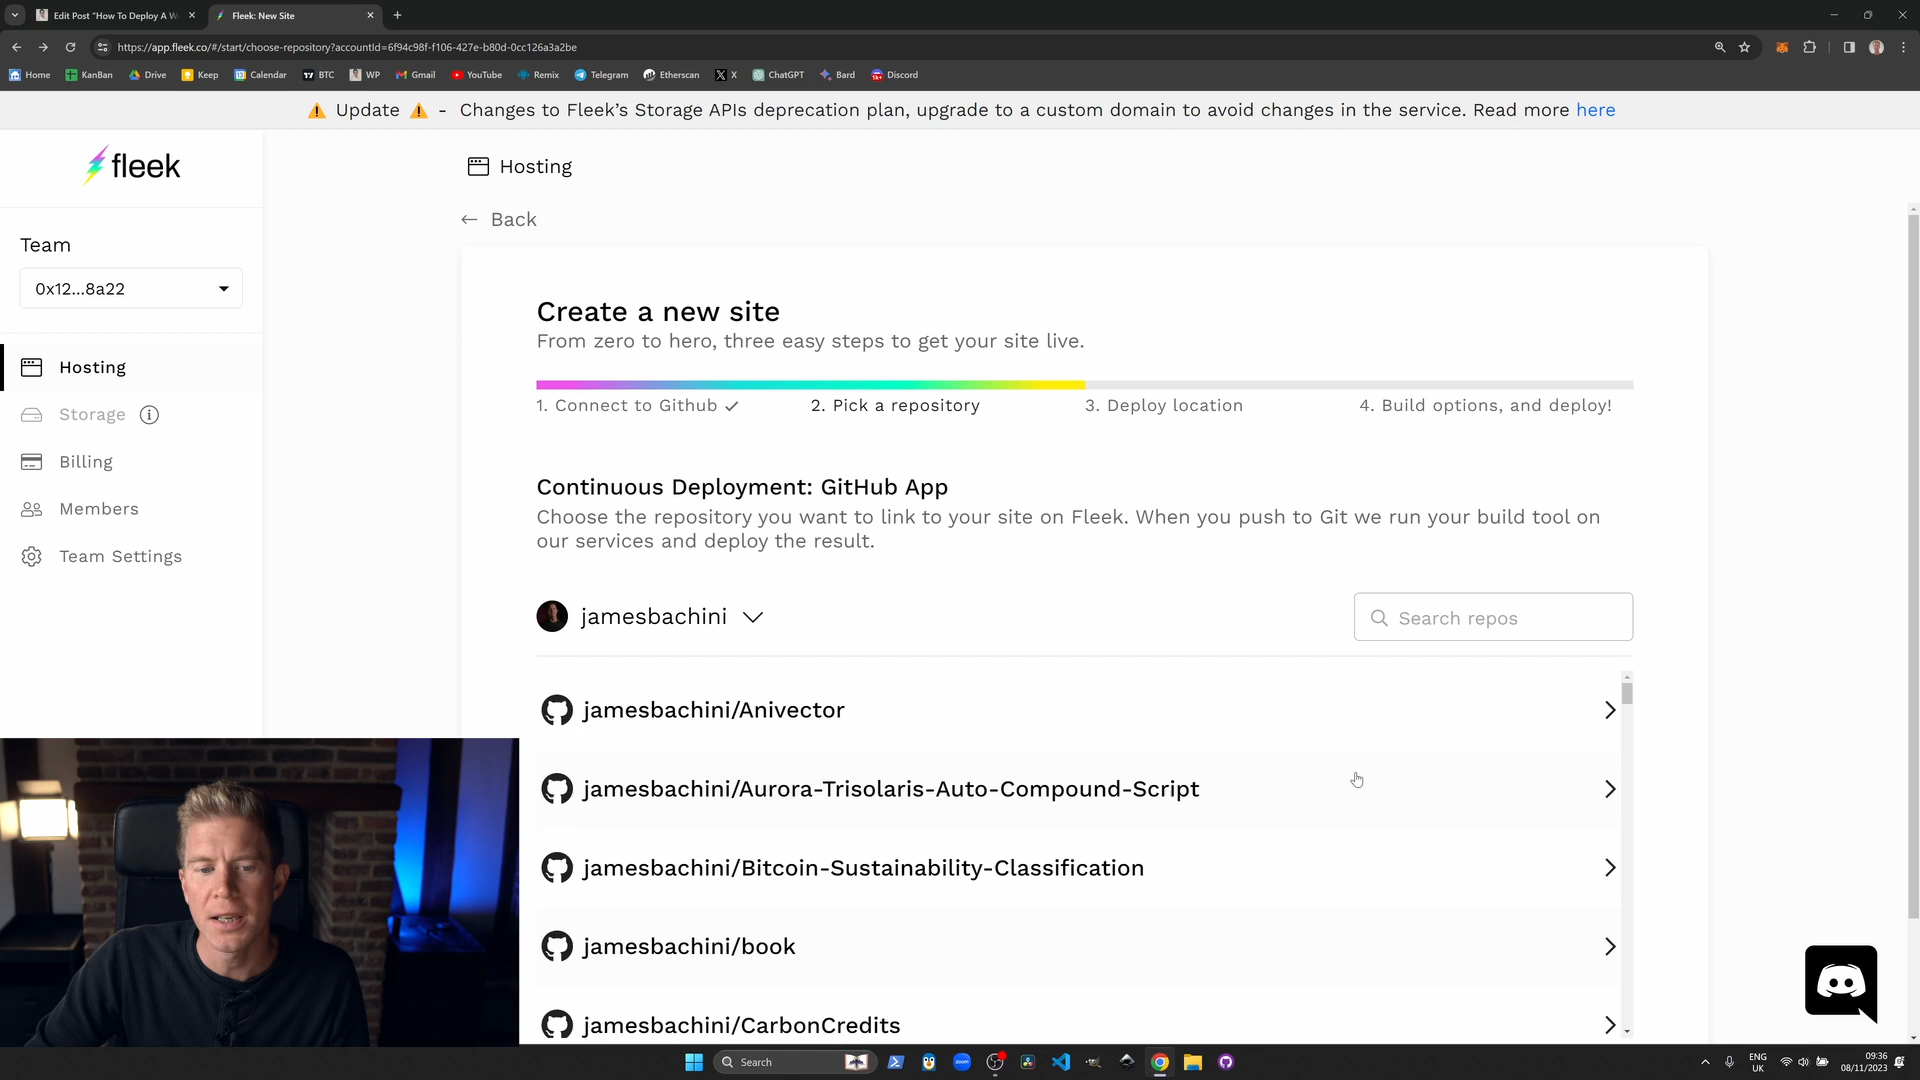 Edit Post "How To Deploy A W
Fleek: New Site
https://app.fleek.co/#/start/choose-repository?accountId=6f94c98f-f106-427e-b80d-0cc126a3a2be
Home KanBan Drive Keep Calendar BTC WP Gmail YouTube Remix Telegram Etherscan X ChatGPT Bard Discord
Update - Changes to Fleek's Storage APIs deprecation plan, upgrade to a custom domain to avoid changes in the service. Read more here
fleek
Team
0x12...8a22
Hosting
Storage
Billing
Members
Team Settings
Hosting
← Back
Create a new site
From zero to hero, three easy steps to get your site live.
1. Connect to Github ✓
2. Pick a repository
3. Deploy location
4. Build options, and deploy!
Continuous Deployment: GitHub App
Choose the repository you want to link to your site on Fleek. When you push to Git we run your build tool on
our services and deploy the result.
jamesbachini
Search repos
jamesbachini/Anivector
jamesbachini/Aurora-Trisolaris-Auto-Compound-Script
jamesbachini/Bitcoin-Sustainability-Classification
jamesbachini/book
jamesbachini/CarbonCredits
Search
zoom
ENG
UK
09:36
08/11/2023